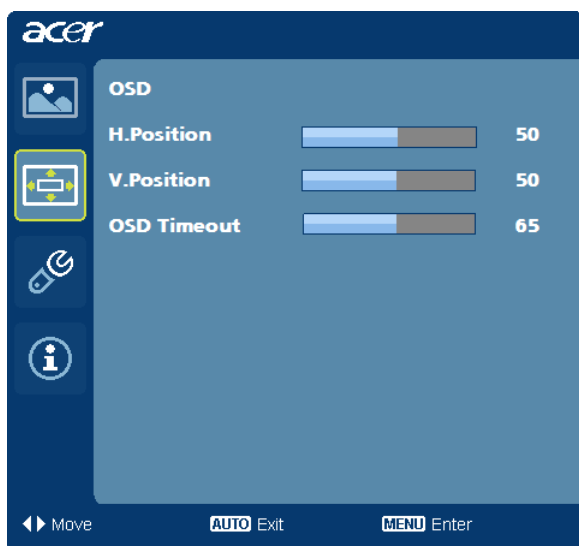 acer
OSD
H.Position 50
V.Position 50
OSD Timeout 65
Move AUTO Exit MENU Enter